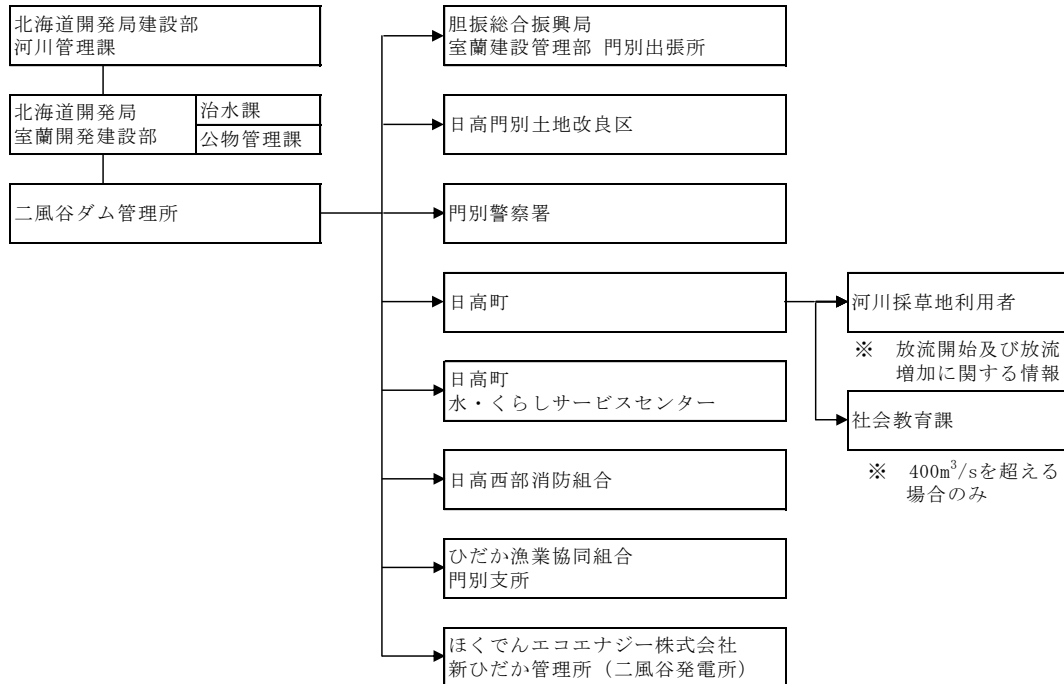 北海道開発局建設部
河川管理課
北海道開発局
室蘭開発建設部
治水課
公物管理課
二風谷ダム管理所
胆振総合振興局
室蘭建設管理部 門別出張所
日高門別土地改良区
門別警察署
日高町
日高町
水・くらしサービスセンター
日高西部消防組合
ひだか漁業協同組合
門別支所
ほくでんエコエナジー株式会社
新ひだか管理所（二風谷発電所）
河川採草地利用者
※ 放流開始及び放流
増加に関する情報
社会教育課
※ 400m³/sを超える
場合のみ